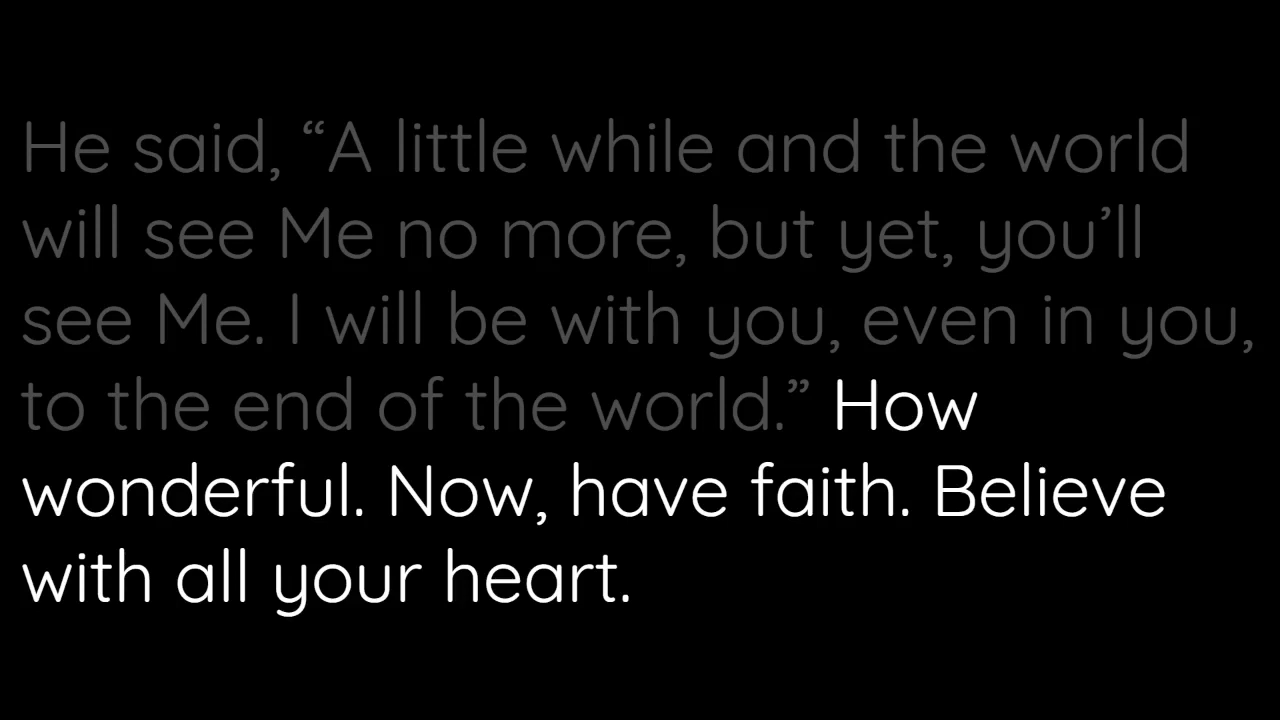 He said, “A little while and the world
will see Me no more, but yet, you’ll
see Me. I will be with you, even in you,
to the end of the world.” How
wonderful. Now, have faith. Believe
with all your heart.